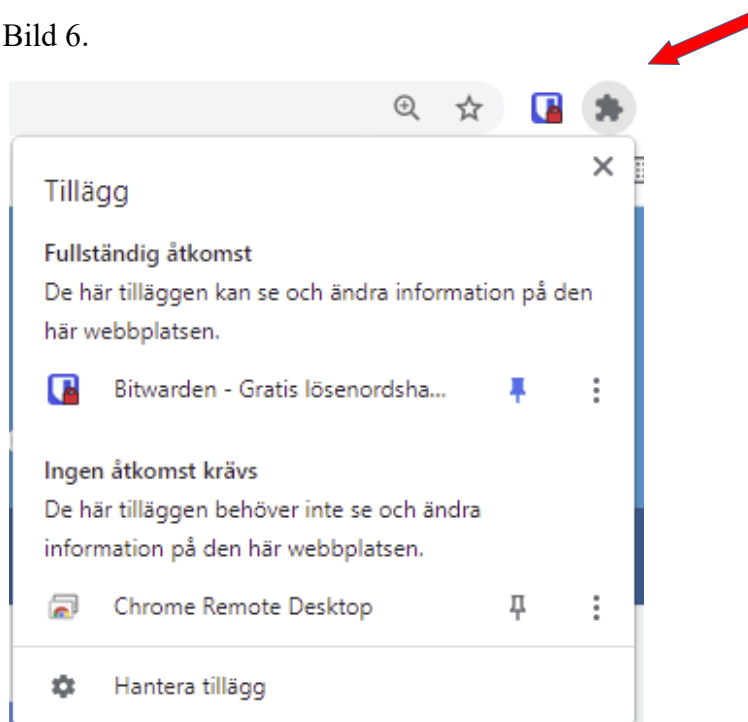 Bild 6.
Tillägg
Fullständig åtkomst
De här tilläggen kan se och ändra information på den
här webbplatsen.
Bitwarden - Gratis lösenordsha...
Ingen åtkomst krävs
De här tilläggen behöver inte se och ändra
information på den här webbplatsen.
Chrome Remote Desktop
Hantera tillägg